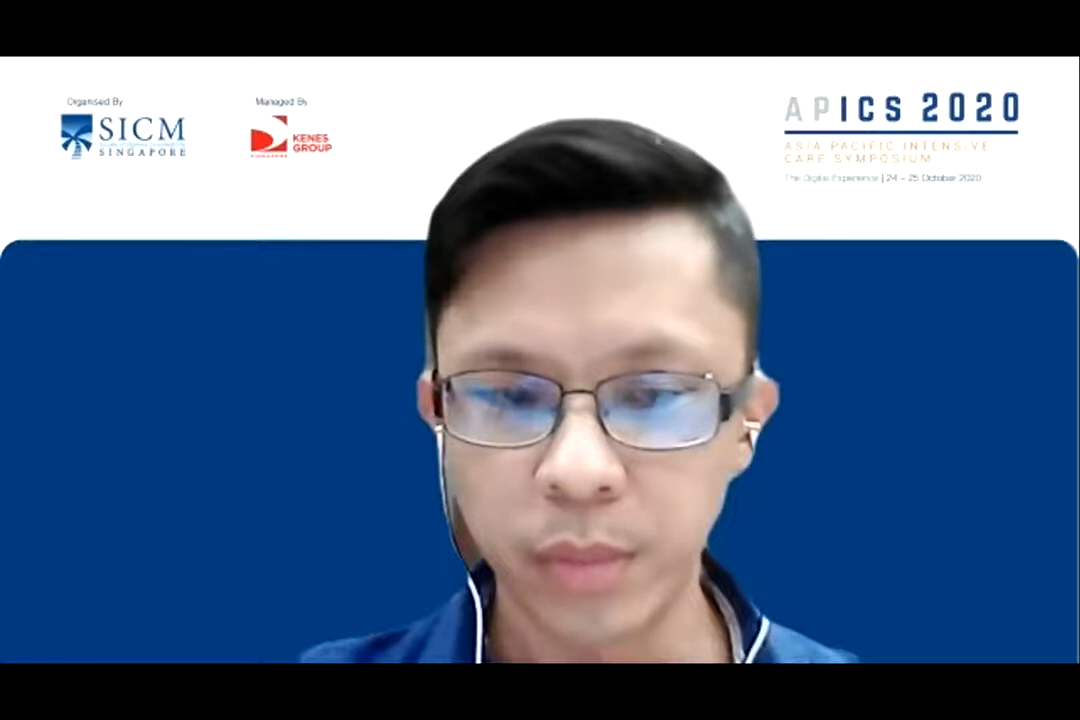 Organised By
SICM
SINGAPORE
Managed By
KENES
GROUP
SINGAPORE
APICS 2020
ASIA PACIFIC INTENSIVE
CARE SYMPOSIUM
The Digital Experience | 24 – 25 October 2020